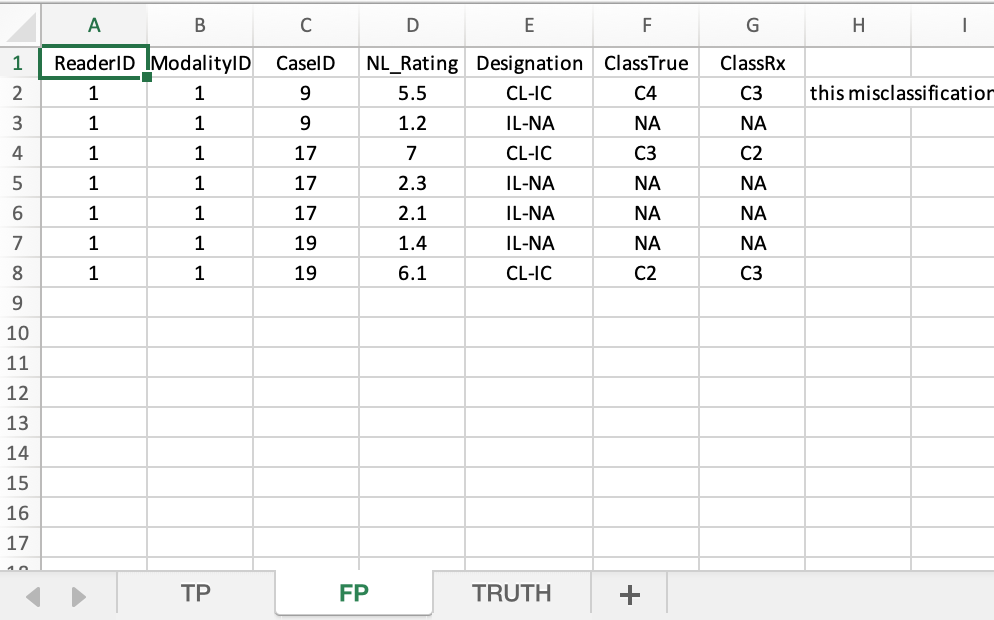 A B C D E F G H I
1 ReaderID ModalityID CaseID NL_Rating Designation ClassTrue ClassRx
2 1 1 9 5.5 CL-IC C4 C3 this misclassification
3 1 1 9 1.2 IL-NA NA NA
4 1 1 17 7 CL-IC C3 C2
5 1 1 17 2.3 IL-NA NA NA
6 1 1 17 2.1 IL-NA NA NA
7 1 1 19 1.4 IL-NA NA NA
8 1 1 19 6.1 CL-IC C2 C3
9
10
11
12
13
14
15
16
17
TP FP TRUTH +